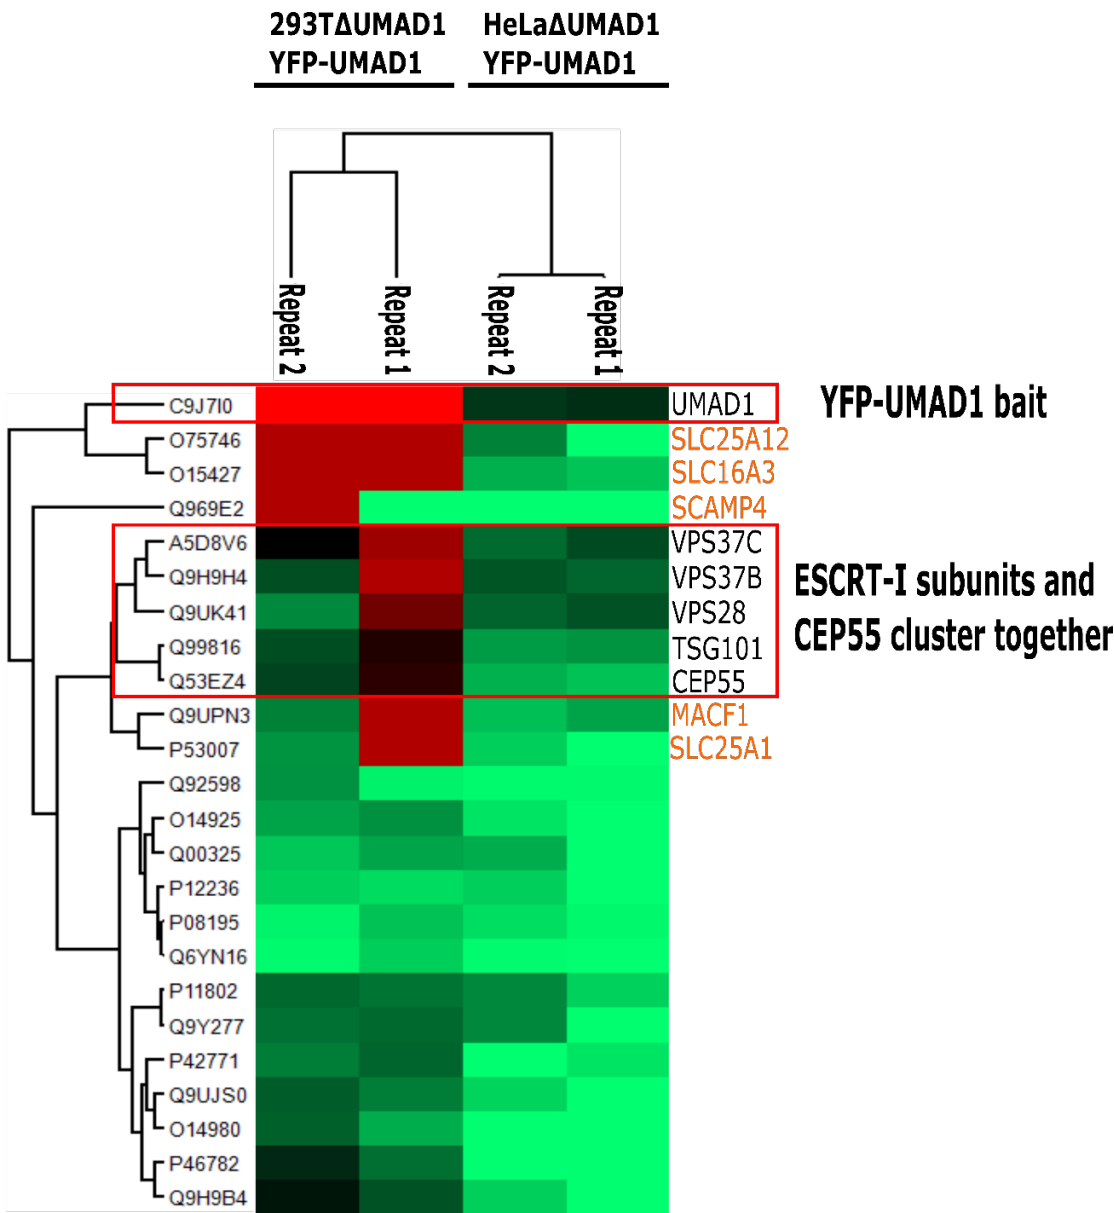 293TΔUMAD1 HeLaΔUMAD1
YFP-UMAD1 YFP-UMAD1
Repeat 2 Repeat 1 Repeat 2 Repeat 1
C9J7I0 UMAD1 YFP-UMAD1 bait
O75746 SLC25A12
O15427 SLC16A3
Q969E2 SCAMP4
A5D8V6 VPS37C
Q9H9H4 VPS37B ESCRT-I subunits and
Q9UK41 VPS28
Q99816 TSG101 CEP55 cluster together
Q53EZ4 CEP55
Q9UPN3 MACF1
P53007 SLC25A1
Q92598
O14925
Q00325
P12236
P08195
Q6YN16
P11802
Q9Y277
P42771
Q9UJS0
O14980
P46782
Q9H9B4